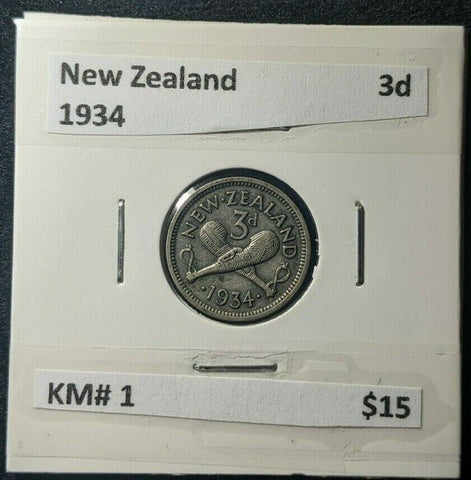 New Zealand 3d
1934
NEW·ZEALAND
3d
·1934·
KM# 1 $15